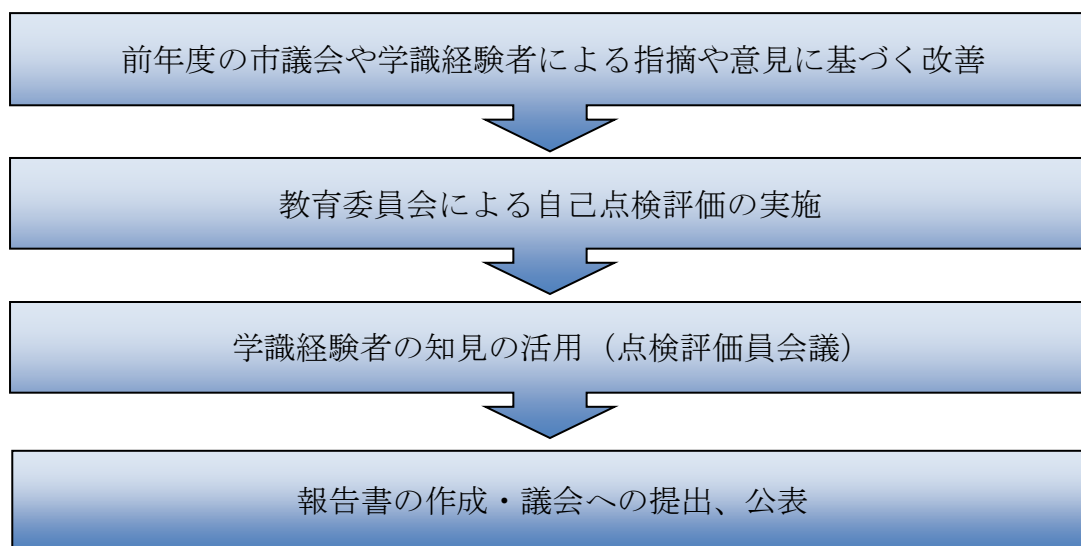 前年度の市議会や学識経験者による指摘や意見に基づく改善
教育委員会による自己点検評価の実施
学識経験者の知見の活用（点検評価員会議）
報告書の作成・議会への提出、公表